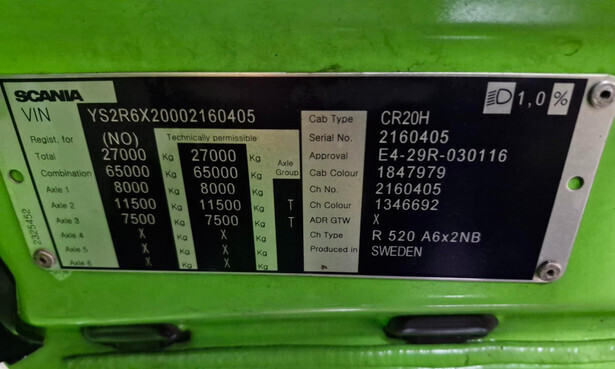 SCANIA
VIN YS2R6X20002160405
Regist. for (NO) Technically permissible
Total 27000 Kg 27000 Kg Axle Group
Combination 65000 Kg 65000 Kg
Axle 1 8000 Kg 8000 Kg
Axle 2 11500 Kg 11500 Kg T
Axle 3 7500 Kg 7500 Kg T
Axle 4 X Kg X Kg
Axle 5 X Kg X Kg
Axle 6 X Kg X Kg
2325452
1,0 %
Cab Type CR20H
Serial No. 2160405
Approval E4-29R-030116
Cab Colour 1847979
Ch No. 2160405
Ch Colour 1346692
ADR GTW X
Ch Type R 520 A6x2NB
Produced in SWEDEN